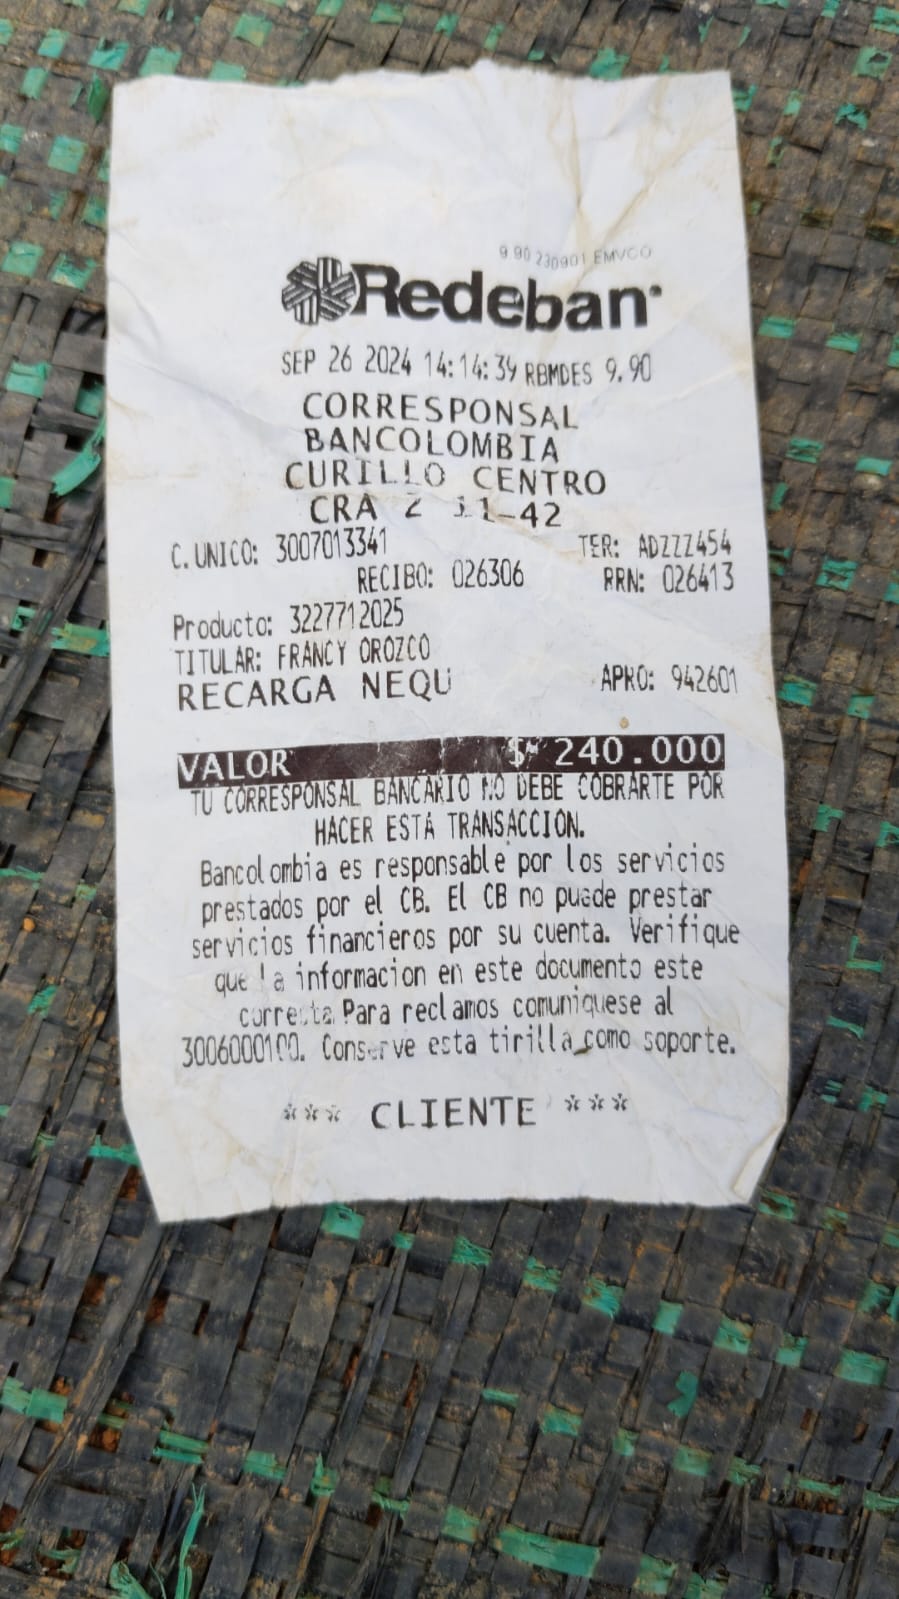 9.90 230901 EMVCO
Redeban
SEP 26 2024 14:14:39 RBMDES 9.90
CORRESPONSAL
BANCOLOMBIA
CURILLO CENTRO
CRA 2 11-42
C. UNICO: 3007013341 TER: ADZZZ454
RECIBO: 026306 RRN: 026413
Producto: 3227712025
TITULAR: FRANCY OROZCO
RECARGA NEQU APRO: 942601
VALOR $ 240.000
TU CORRESPONSAL BANCARIO NO DEBE COBRARTE POR
HACER ESTA TRANSACCION.
Bancolombia es responsable por los servicios
prestados por el CB. El CB no puede prestar
servicios financieros por su cuenta. Verifique
que la informacion en este documento este
correcta Para reclamos comuniquese al
3006000100. Conserve esta tirilla como soporte.
*** CLIENTE ***